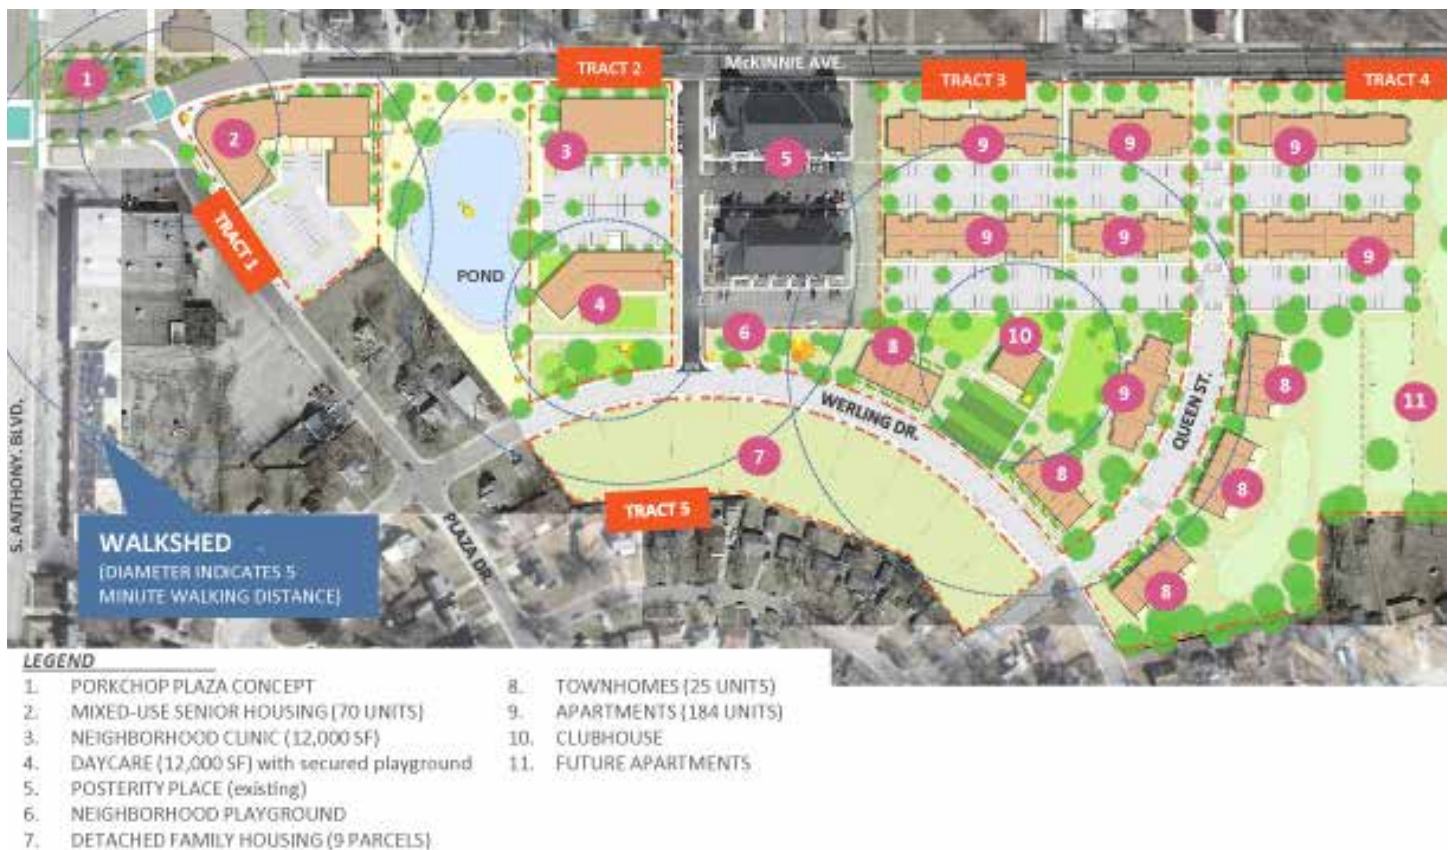 TRACT 2
McKINNIE AVE.
TRACT 3
TRACT 4
1
2
3
5
9
9
9
TRACT 1
9
9
9
POND
4
6
8
10
9
8
11
WERLING DR.
QUEEN ST.
7
8
8
TRACT 5
S. ANTHONY. BLVD.
PLAZA DR.
8
WALKSHED
(DIAMETER INDICATES 5
MINUTE WALKING DISTANCE)
LEGEND
1. PORKCHOP PLAZA CONCEPT
2. MIXED-USE SENIOR HOUSING (70 UNITS)
3. NEIGHBORHOOD CLINIC (12,000 SF)
4. DAYCARE (12,000 SF) with secured playground
5. POSTERITY PLACE (existing)
6. NEIGHBORHOOD PLAYGROUND
7. DETACHED FAMILY HOUSING (9 PARCELS)
8. TOWNHOMES (25 UNITS)
9. APARTMENTS (184 UNITS)
10. CLUBHOUSE
11. FUTURE APARTMENTS